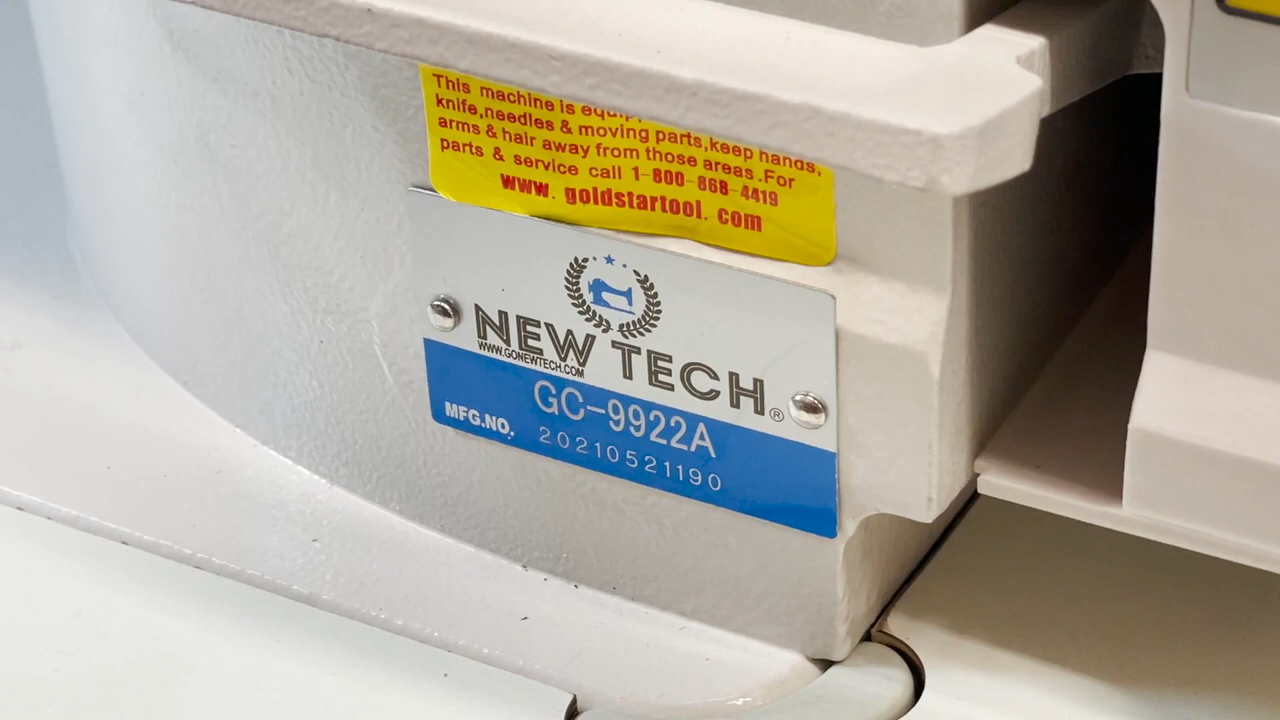 This machine is
knife,needles & moving parts,keep hands,
arms & hair away from those areas.For
parts & service call 1-800-868-4419
www. goldstartool. com
NEW TECH®
WWW.GONEWTECH.COM
GC-9922A
MFG.NO. 20210521190